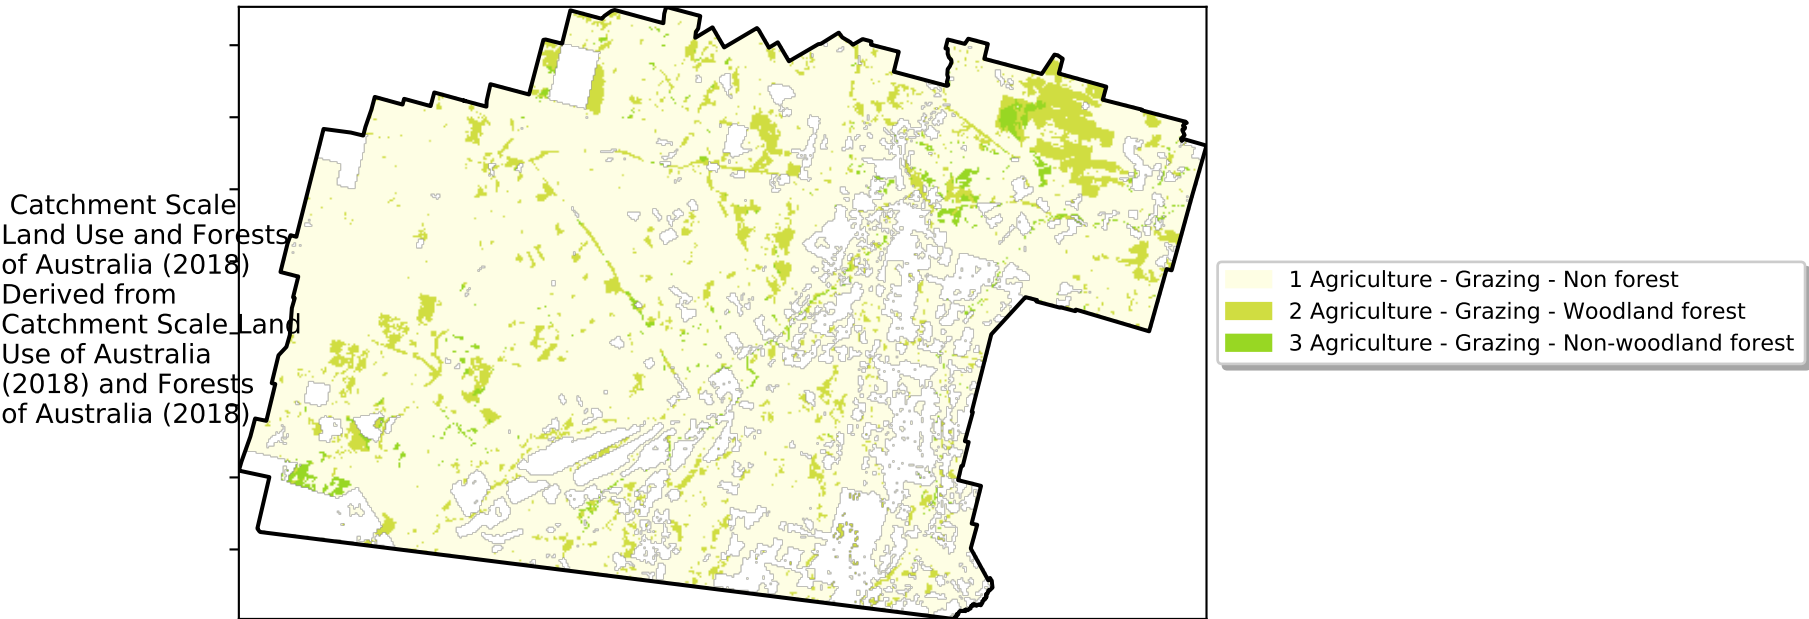 Catchment Scale
Land Use and Forests
of Australia (2018)
Derived from
Catchment Scale Land
Use of Australia
(2018) and Forests
of Australia (2018)
1 Agriculture - Grazing - Non forest
2 Agriculture - Grazing - Woodland forest
3 Agriculture - Grazing - Non-woodland forest